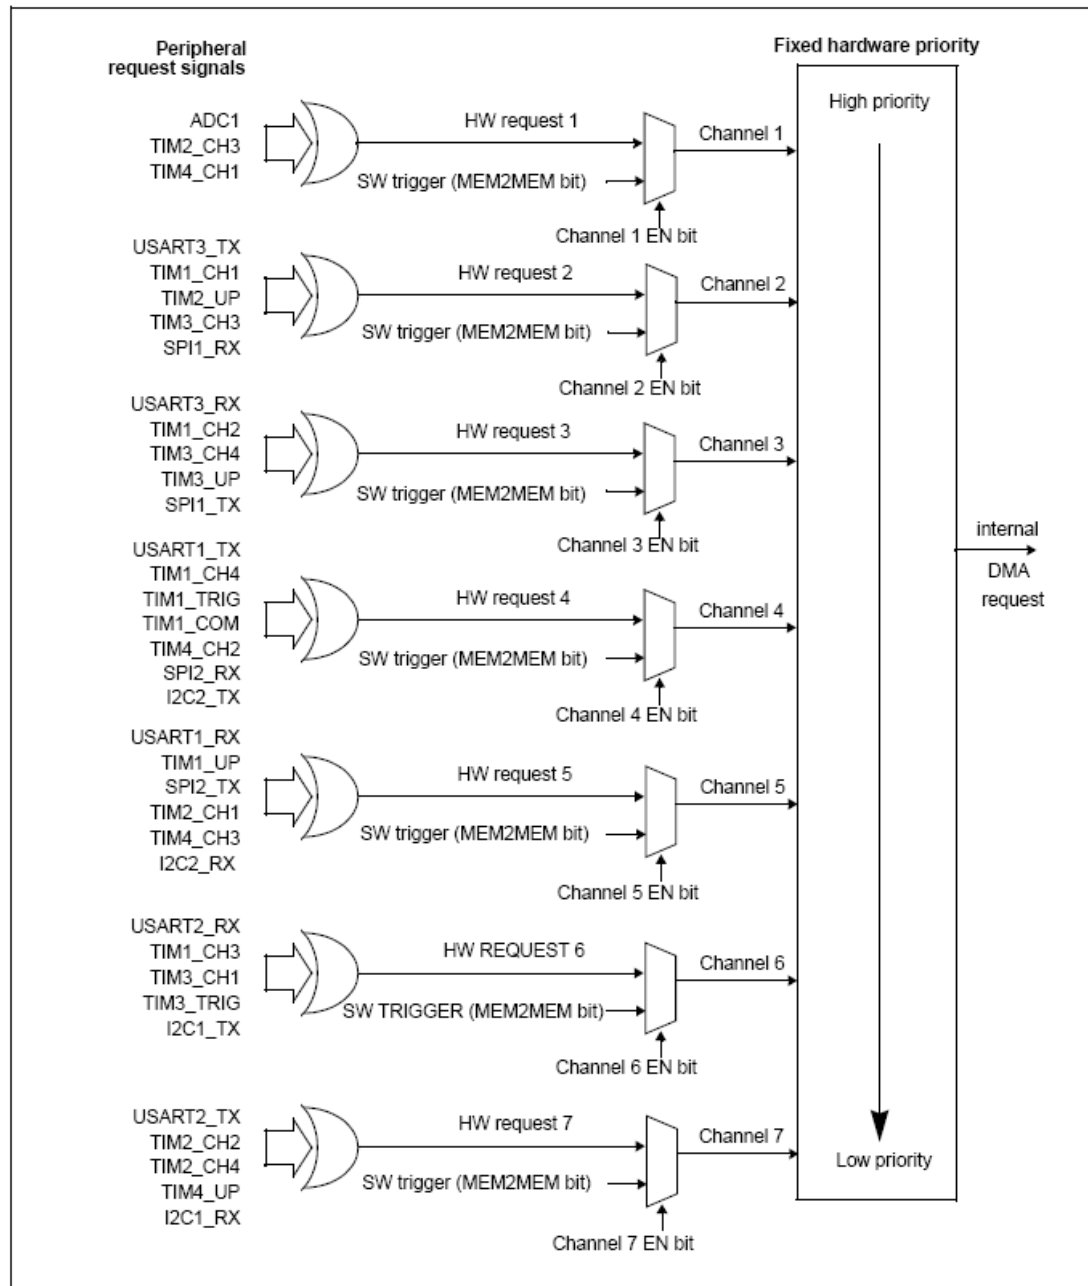 Peripheral
request signals
Fixed hardware priority
High priority
ADC1
TIM2_CH3
TIM4_CH1
HW request 1
SW trigger (MEM2MEM bit)
Channel 1
Channel 1 EN bit
USART3_TX
TIM1_CH1
TIM2_UP
TIM3_CH3
SPI1_RX
HW request 2
SW trigger (MEM2MEM bit)
Channel 2
Channel 2 EN bit
USART3_RX
TIM1_CH2
TIM3_CH4
TIM3_UP
SPI1_TX
HW request 3
SW trigger (MEM2MEM bit)
Channel 3
Channel 3 EN bit
internal
DMA
request
USART1_TX
TIM1_CH4
TIM1_TRIG
TIM1_COM
TIM4_CH2
SPI2_RX
I2C2_TX
HW request 4
SW trigger (MEM2MEM bit)
Channel 4
Channel 4 EN bit
USART1_RX
TIM1_UP
SPI2_TX
TIM2_CH1
TIM4_CH3
I2C2_RX
HW request 5
SW trigger (MEM2MEM bit)
Channel 5
Channel 5 EN bit
USART2_RX
TIM1_CH3
TIM3_CH1
TIM3_TRIG
I2C1_TX
HW REQUEST 6
SW TRIGGER (MEM2MEM bit)
Channel 6
Channel 6 EN bit
USART2_TX
TIM2_CH2
TIM2_CH4
TIM4_UP
I2C1_RX
HW request 7
SW trigger (MEM2MEM bit)
Channel 7
Channel 7 EN bit
Low priority